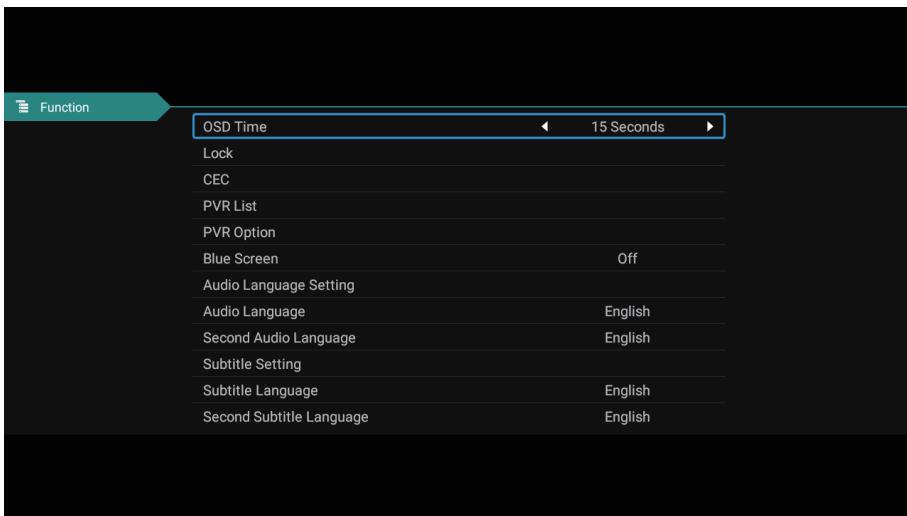 Function
OSD Time 15 Seconds
Lock
CEC
PVR List
PVR Option
Blue Screen Off
Audio Language Setting
Audio Language English
Second Audio Language English
Subtitle Setting
Subtitle Language English
Second Subtitle Language English